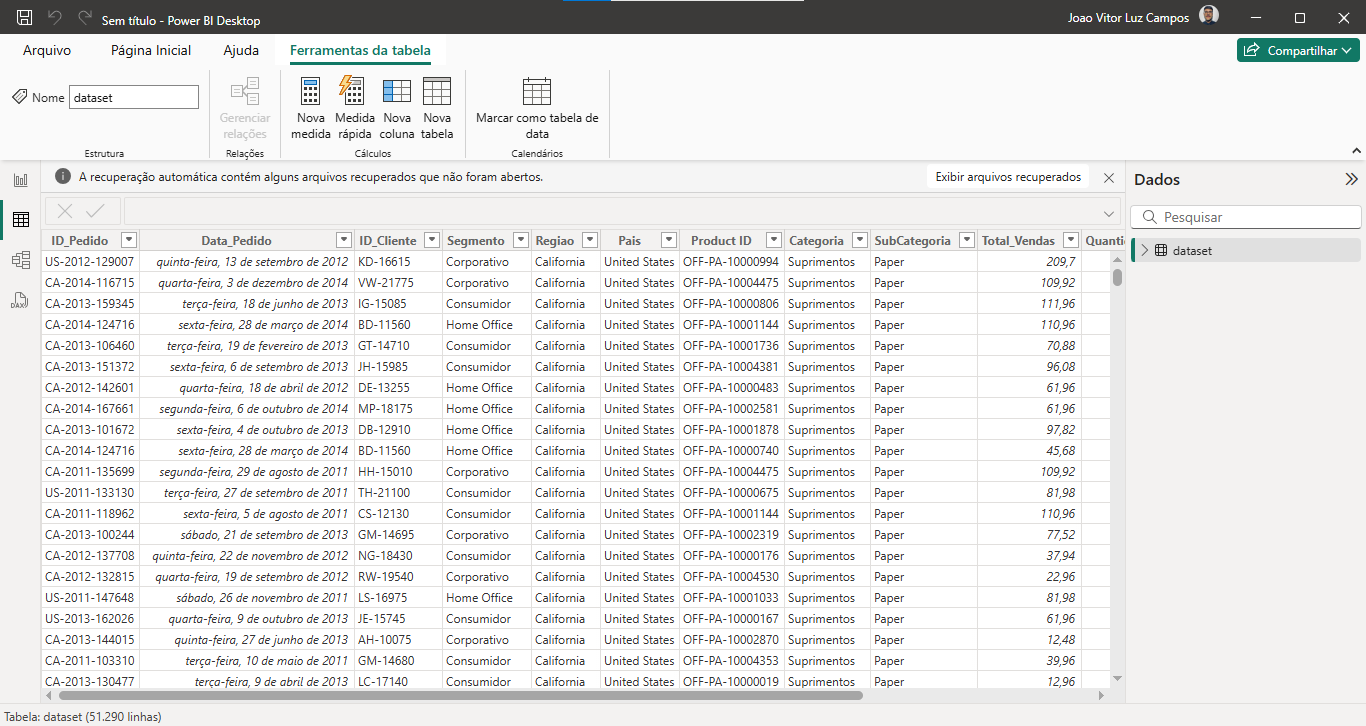 Sem título - Power BI Desktop
Joao Vitor Luz Campos
Arquivo Página Inicial Ajuda Ferramentas da tabela Compartilhar
Nome dataset
Gerenciar relações
Nova medida
Medida rápida
Nova coluna
Nova tabela
Marcar como tabela de data
Estrutura Relações Cálculos Calendários
A recuperação automática contém alguns arquivos recuperados que não foram abertos. Exibir arquivos recuperados
Dados
Pesquisar
dataset
ID_Pedido Data_Pedido ID_Cliente Segmento Regiao Pais Product ID Categoria SubCategoria Total_Vendas Quanti
US-2012-129007 quinta-feira, 13 de setembro de 2012 KD-16615 Corporativo California United States OFF-PA-10000994 Suprimentos Paper 209,7
CA-2014-116715 quarta-feira, 3 de dezembro de 2014 VW-21775 Corporativo California United States OFF-PA-10004475 Suprimentos Paper 109,92
CA-2013-159345 terça-feira, 18 de junho de 2013 IG-15085 Consumidor California United States OFF-PA-10000806 Suprimentos Paper 111,96
CA-2014-124716 sexta-feira, 28 de março de 2014 BD-11560 Home Office California United States OFF-PA-10001144 Suprimentos Paper 110,96
CA-2013-106460 terça-feira, 19 de fevereiro de 2013 GT-14710 Consumidor California United States OFF-PA-10001736 Suprimentos Paper 70,88
CA-2013-151372 sexta-feira, 6 de setembro de 2013 JH-15985 Consumidor California United States OFF-PA-10004381 Suprimentos Paper 96,08
CA-2012-142601 quarta-feira, 18 de abril de 2012 DE-13255 Home Office California United States OFF-PA-10000483 Suprimentos Paper 61,96
CA-2014-167661 segunda-feira, 6 de outubro de 2014 MP-18175 Home Office California United States OFF-PA-10002581 Suprimentos Paper 61,96
CA-2013-101672 sexta-feira, 4 de outubro de 2013 DB-12910 Home Office California United States OFF-PA-10001878 Suprimentos Paper 97,82
CA-2014-124716 sexta-feira, 28 de março de 2014 BD-11560 Home Office California United States OFF-PA-10000740 Suprimentos Paper 45,68
CA-2011-135699 segunda-feira, 29 de agosto de 2011 HH-15010 Corporativo California United States OFF-PA-10004475 Suprimentos Paper 109,92
US-2011-133130 terça-feira, 27 de setembro de 2011 TH-21100 Consumidor California United States OFF-PA-10000675 Suprimentos Paper 81,98
CA-2011-118962 sexta-feira, 5 de agosto de 2011 CS-12130 Consumidor California United States OFF-PA-10001144 Suprimentos Paper 110,96
CA-2013-100244 sábado, 21 de setembro de 2013 GM-14695 Corporativo California United States OFF-PA-10002319 Suprimentos Paper 77,52
CA-2012-137708 quinta-feira, 22 de novembro de 2012 NG-18430 Consumidor California United States OFF-PA-10000176 Suprimentos Paper 37,94
CA-2012-132815 quarta-feira, 19 de setembro de 2012 RW-19540 Corporativo California United States OFF-PA-10004530 Suprimentos Paper 22,96
US-2011-147648 sábado, 26 de novembro de 2011 LS-16975 Home Office California United States OFF-PA-10001033 Suprimentos Paper 81,98
US-2013-162026 quarta-feira, 9 de outubro de 2013 JE-15745 Consumidor California United States OFF-PA-10000167 Suprimentos Paper 61,96
CA-2013-144015 quinta-feira, 27 de junho de 2013 AH-10075 Corporativo California United States OFF-PA-10002870 Suprimentos Paper 12,48
CA-2011-103310 terça-feira, 10 de maio de 2011 GM-14680 Consumidor California United States OFF-PA-10004353 Suprimentos Paper 39,96
CA-2013-130477 terça-feira, 9 de abril de 2013 LC-17140 Consumidor California United States OFF-PA-10000019 Suprimentos Paper 12,96
Tabela: dataset (51.290 linhas)